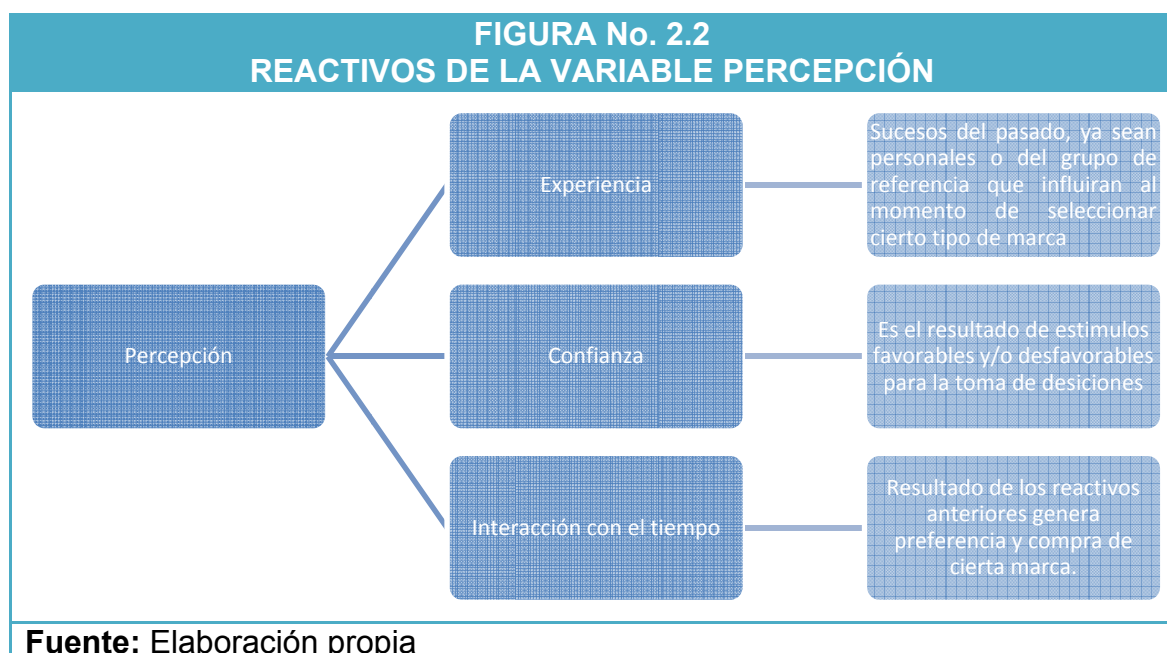 FIGURA No. 2.2
REACTIVOS DE LA VARIABLE PERCEPCIÓN
Percepción
Experiencia
Sucesos del pasado, ya sean
personales o del grupo de
referencia que influiran al
momento de seleccionar
cierto tipo de marca
Confianza
Es el resultado de estimulos
favorables y/o desfavorables
para la toma de desiciones
Interacción con el tiempo
Resultado de los reactivos
anteriores genera
preferencia y compra de
cierta marca.
Fuente: Elaboración propia